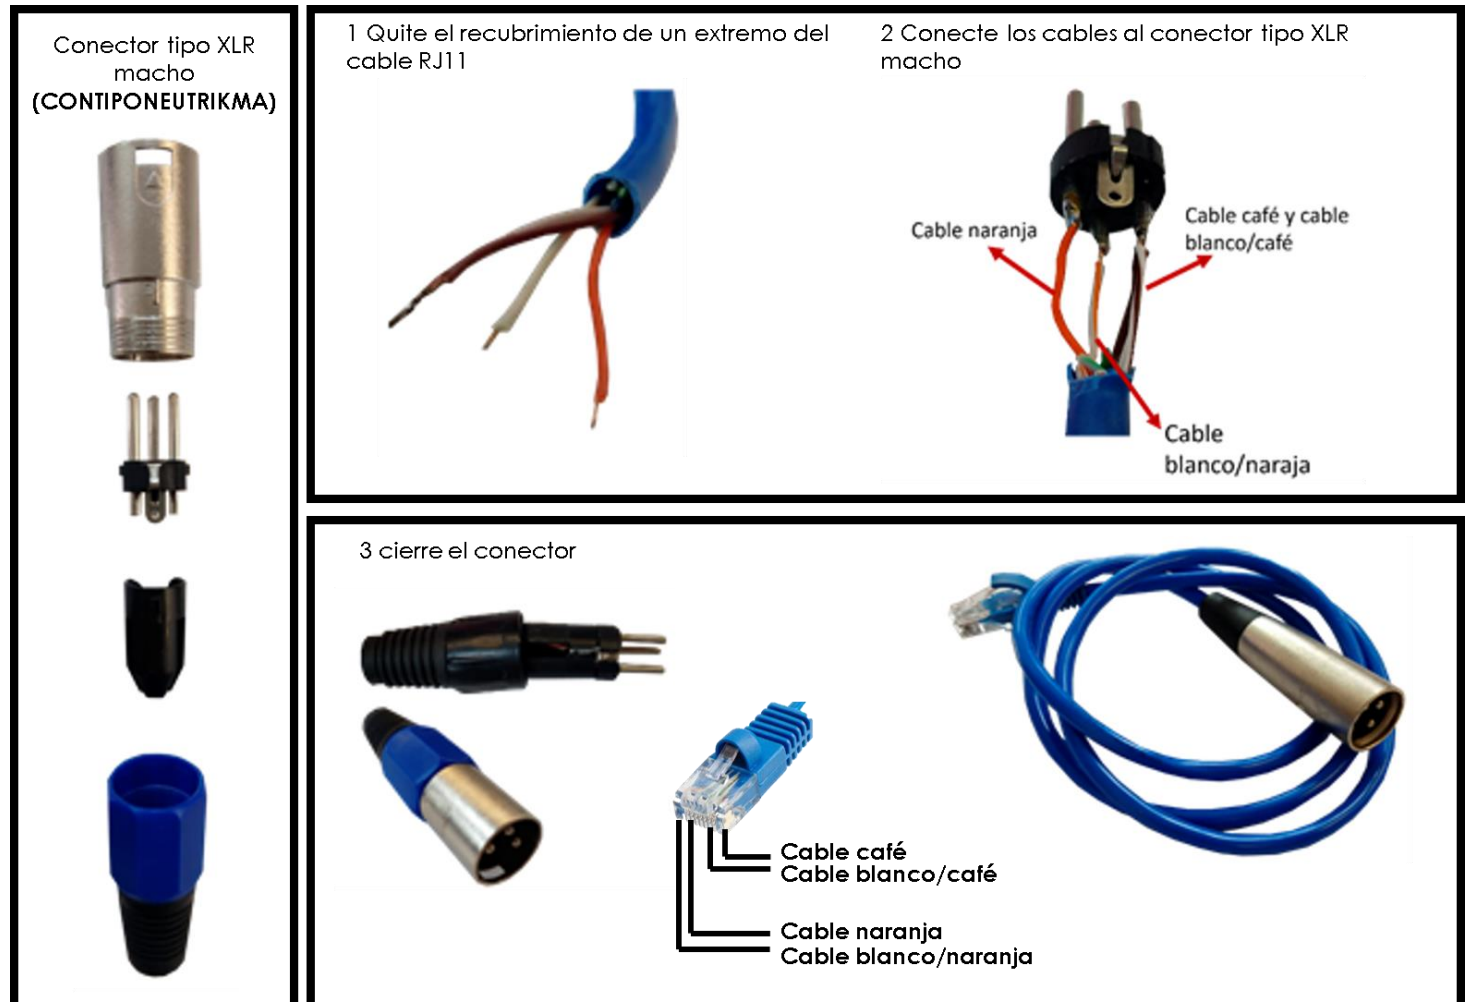 Conector tipo XLR
macho
(CONTIPONEUTRIKMA)
1 Quite el recubrimiento de un extremo del
cable RJ11
2 Conecte los cables al conector tipo XLR
macho
Cable naranja
Cable café y cable
blanco/café
Cable
blanco/naraja
3 cierre el conector
Cable café
Cable blanco/café
Cable naranja
Cable blanco/naranja